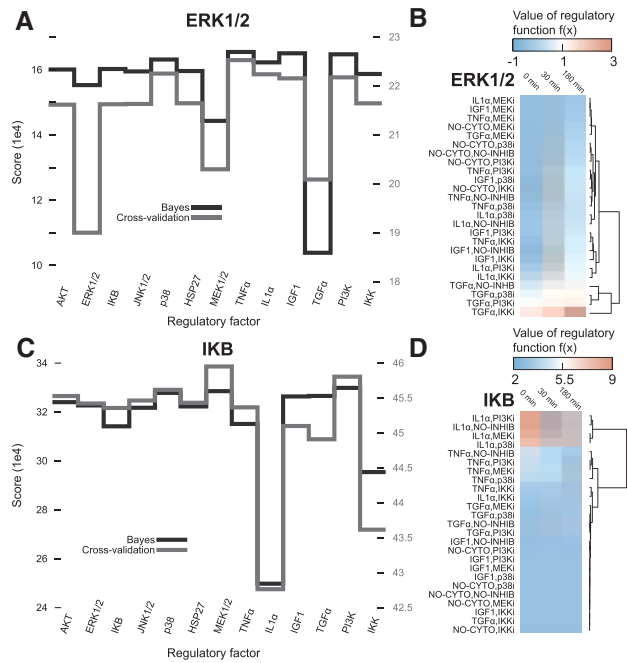 A
ERK1/2
Score (1e4)
16
14
12
10
23
22
21
20
19
18
Bayes
Cross-validation
AKT
ERK1/2
IKB
JNK1/2
p38
HSP27
MEK1/2
TNFα
IL1α
IGF1
TGFα
PI3K
IKK
Regulatory factor
B
Value of regulatory
function f(x)
-1 1 3
ERK1/2
0 min
30 min
180 min
IL1α,MEKi
IGF1,MEKi
TNFα,MEKi
NO-CYTO,MEKi
TGFα,MEKi
NO-CYTO,p38i
NO-CYTO,NO-INHIB
NO-CYTO,PI3Ki
TNFα,PI3Ki
IGF1,p38i
NO-CYTO,IKKi
TNFα,NO-INHIB
TNFα,p38i
IL1α,p38i
IL1α,NO-INHIB
IGF1,PI3Ki
TNFα,IKKi
IGF1,NO-INHIB
IGF1,IKKi
IL1α,PI3Ki
IL1α,IKKi
TGFα,NO-INHIB
TGFα,p38i
TGFα,PI3Ki
TGFα,IKKi
C
IKB
Score (1e4)
34
32
30
28
26
24
46
45.5
45
44.5
44
43.5
43
42.5
Bayes
Cross-validation
AKT
ERK1/2
IKB
JNK1/2
p38
HSP27
MEK1/2
TNFα
IL1α
IGF1
TGFα
PI3K
IKK
Regulatory factor
D
Value of regulatory
function f(x)
2 5.5 9
IKB
0 min
30 min
180 min
IL1α,PI3Ki
IL1α,NO-INHIB
IL1α,MEKi
IL1α,p38i
TNFα,NO-INHIB
TNFα,PI3Ki
TNFα,MEKi
TNFα,p38i
TNFα,IKKi
IL1α,IKKi
TGFα,MEKi
TGFα,p38i
TGFα,NO-INHIB
TGFα,PI3Ki
IGF1,NO-INHIB
NO-CYTO,PI3Ki
IGF1,PI3Ki
IGF1,MEKi
IGF1,p38i
NO-CYTO,p38i
NO-CYTO,NO-INHIB
NO-CYTO,MEKi
IGF1,IKKi
TGFα,IKKi
NO-CYTO,IKKi